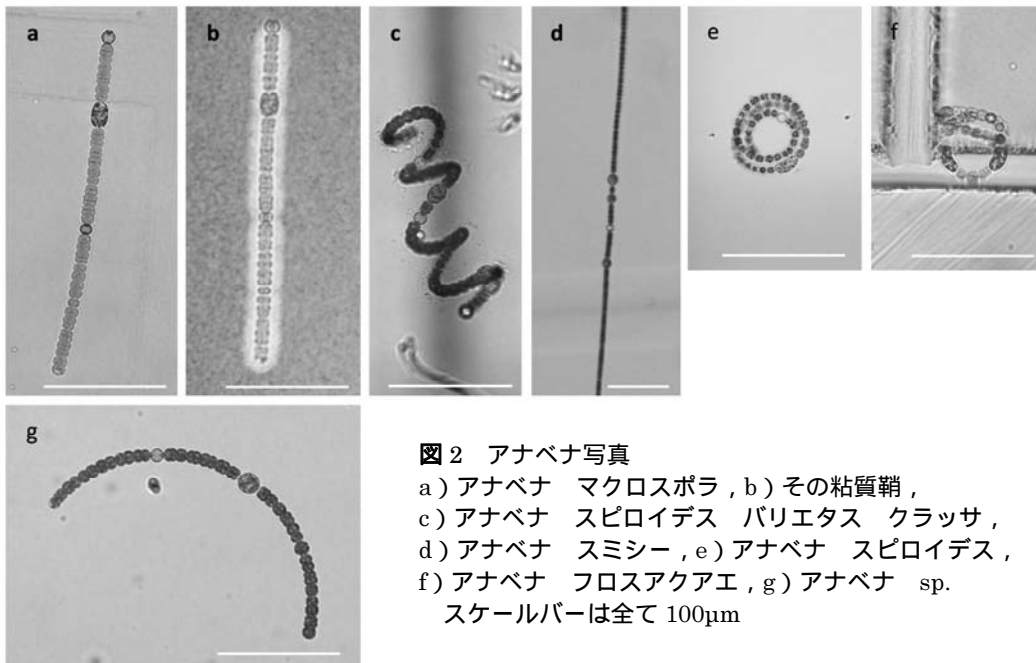 a
b
c
d
e
f
g
図 2　アナベナ写真
a ) アナベナ　マクロスポラ , b ) その粘質鞘 ,
c ) アナベナ　スピロイデス　バリエタス　クラッサ ,
d ) アナベナ　スミシー , e ) アナベナ　スピロイデス ,
f ) アナベナ　フロスアクアエ , g ) アナベナ　sp.
スケールバーは全て 100μm